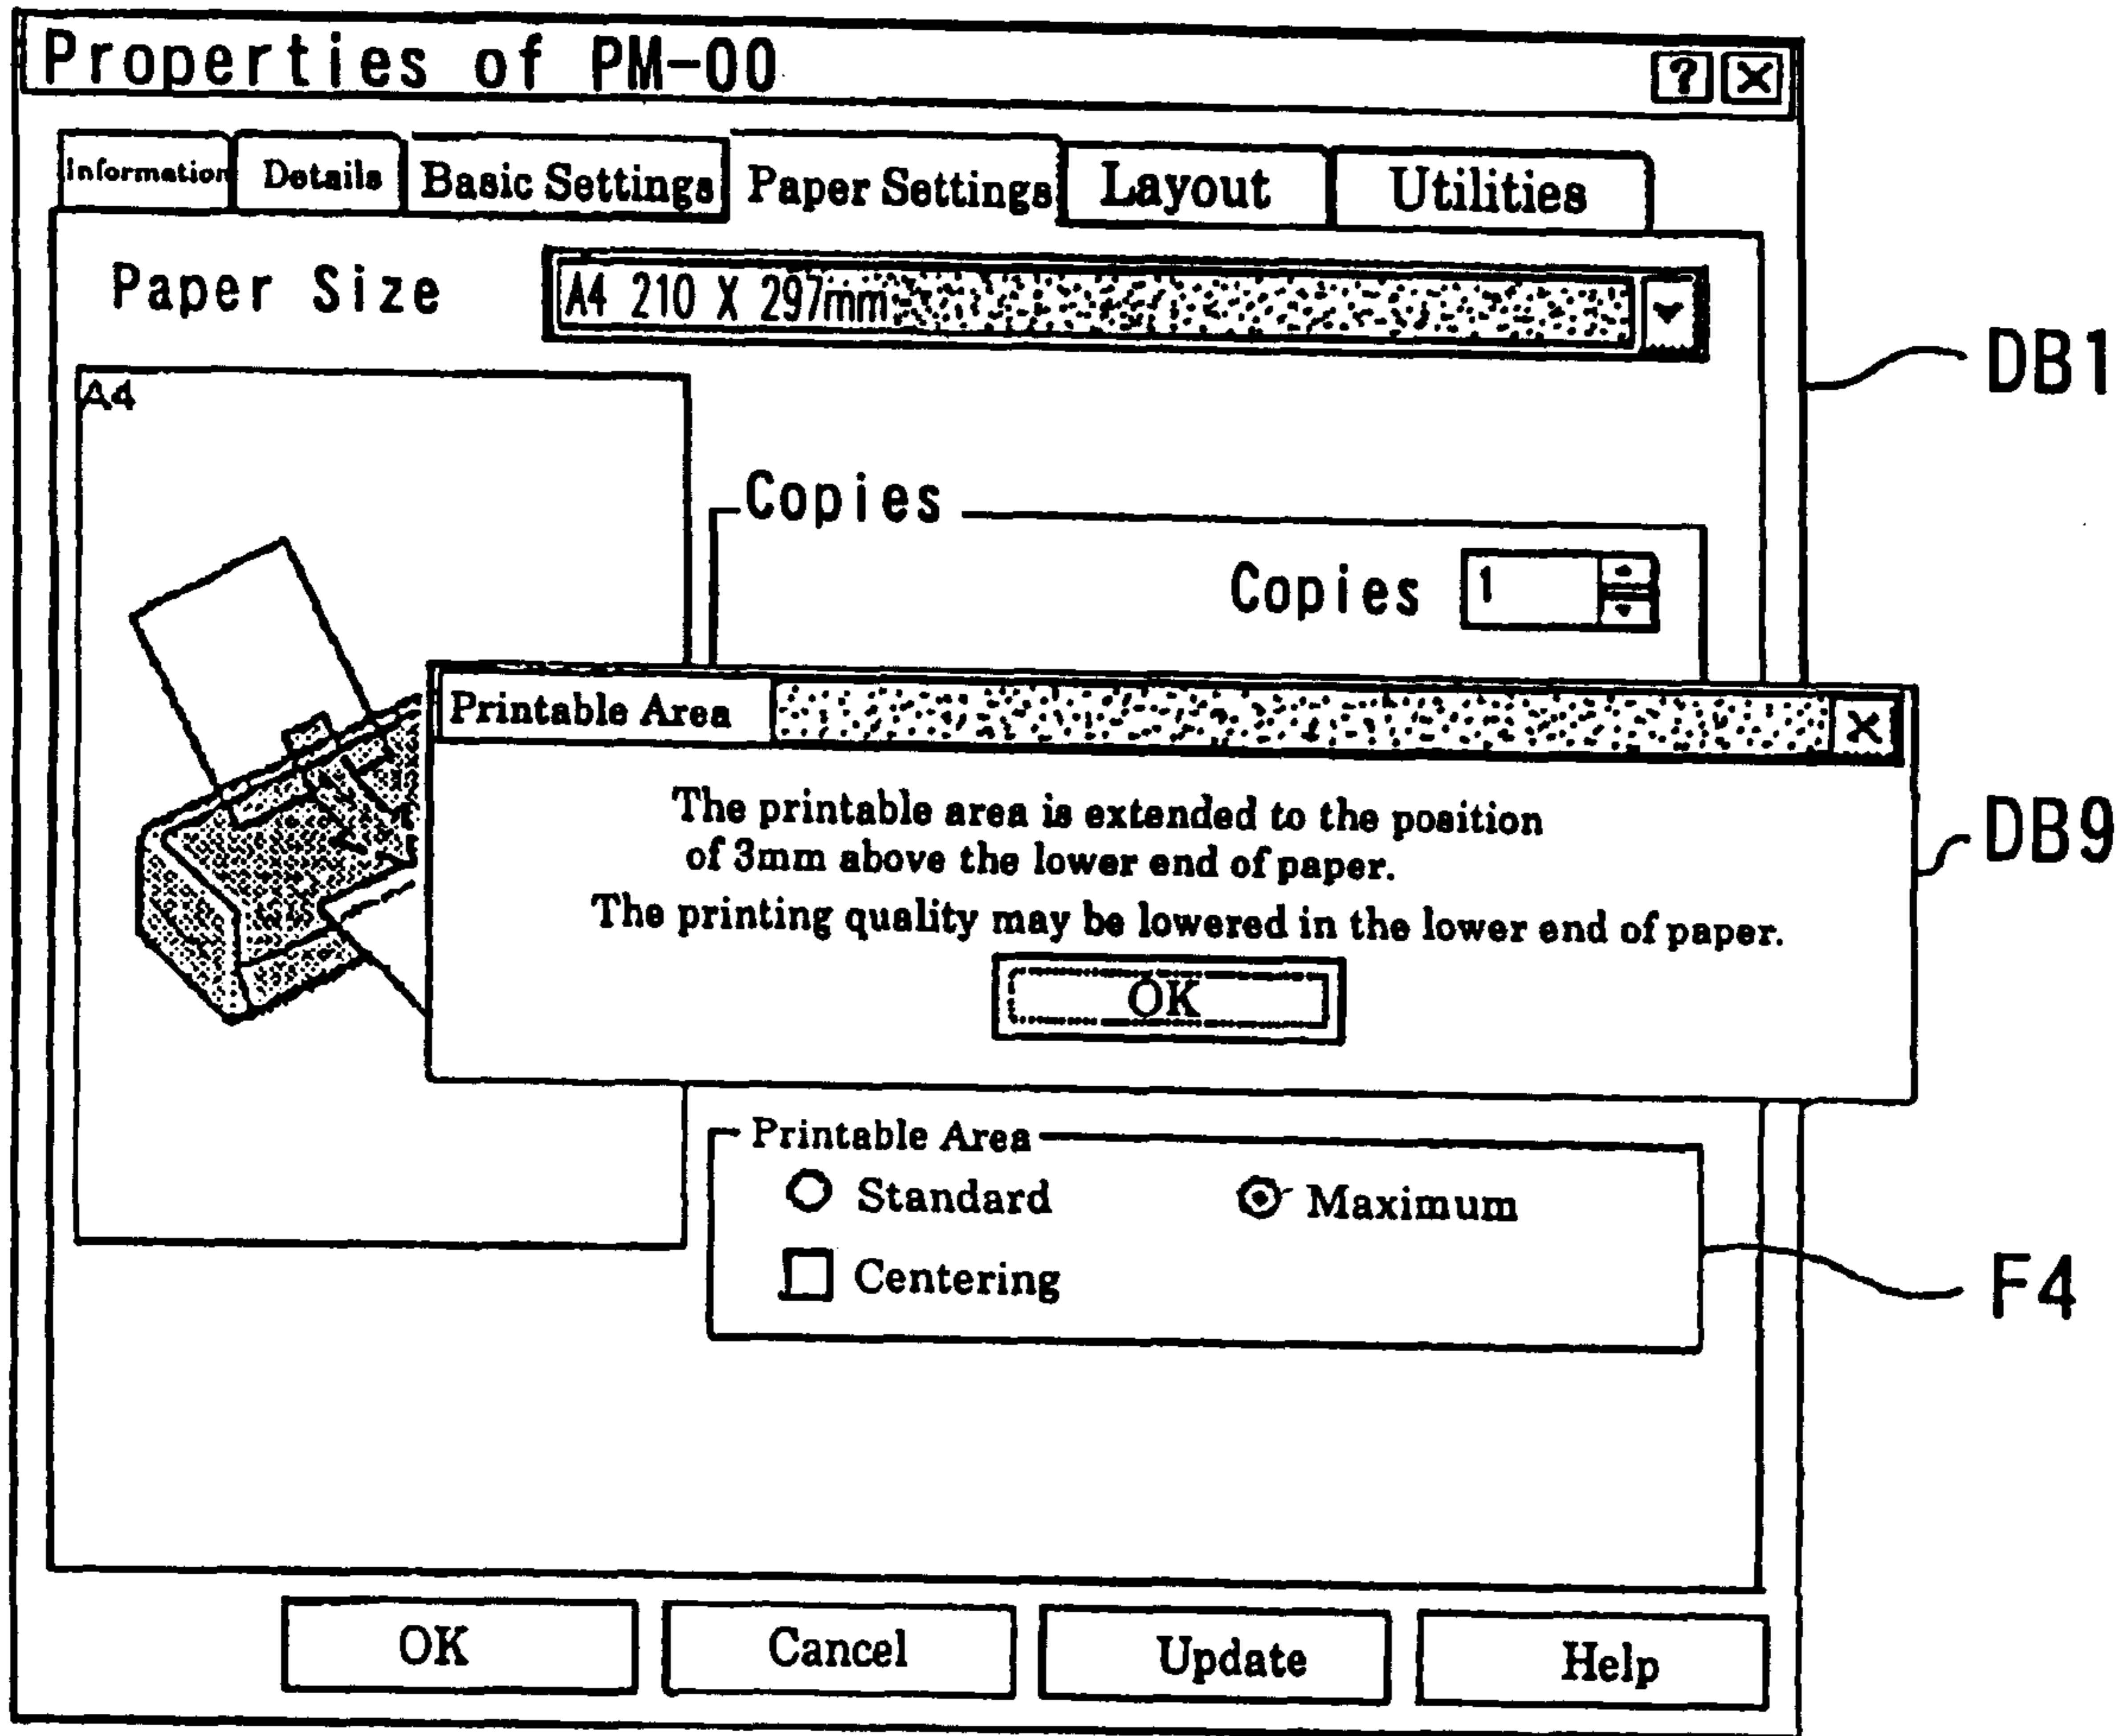 Properties of PM-00
? X
Information Details Basic Settings Paper Settings Layout Utilities
Paper Size A4 210 X 297mm
DB1
A4
Copies
Copies 1
Printable Area X
The printable area is extended to the position
of 3mm above the lower end of paper.
The printing quality may be lowered in the lower end of paper.
DB9
OK
Printable Area
Standard Maximum
Centering
F4
OK Cancel Update Help